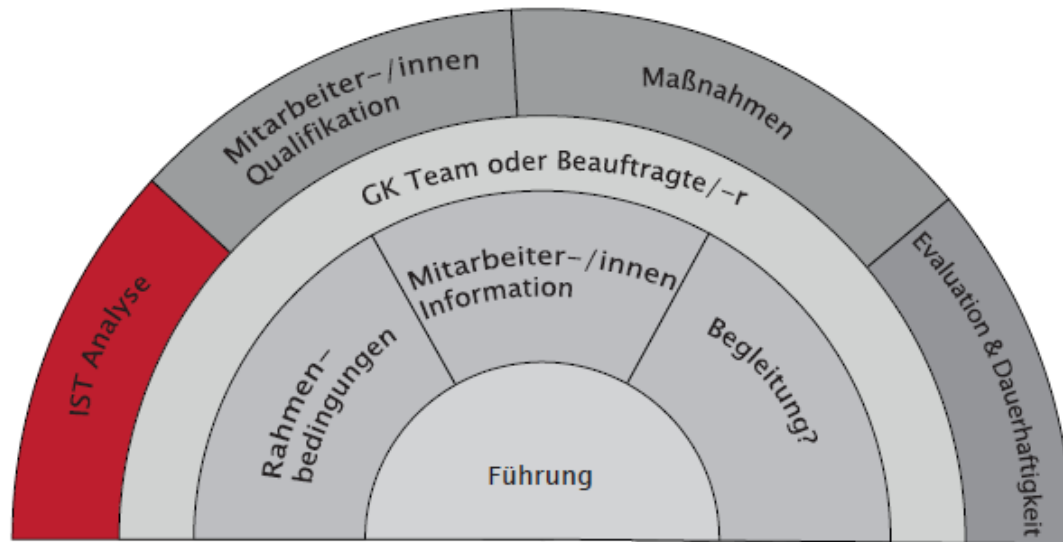 IST Analyse
Mitarbeiter-/innen
Qualifikation
Maßnahmen
Evaluation & Dauerhaftigkeit
GK Team oder Beauftragte/-r
Rahmen-
bedingungen
Mitarbeiter-/innen
Information
Begleitung?
Führung